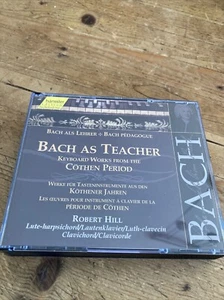 Bach als Lehrer • Bach pédagogue
Bach as Teacher
Keyboard Works from the
Cöthen Period
Werke für Tasteninstrumente aus den
Köthener Jahren
Les œuvres pour instrument à clavier de la
période de Cöthen
Robert Hill
Lute-harpsichord/Lautenklavier/Luth-clavecin
Clavichord/Clavicorde
BACH